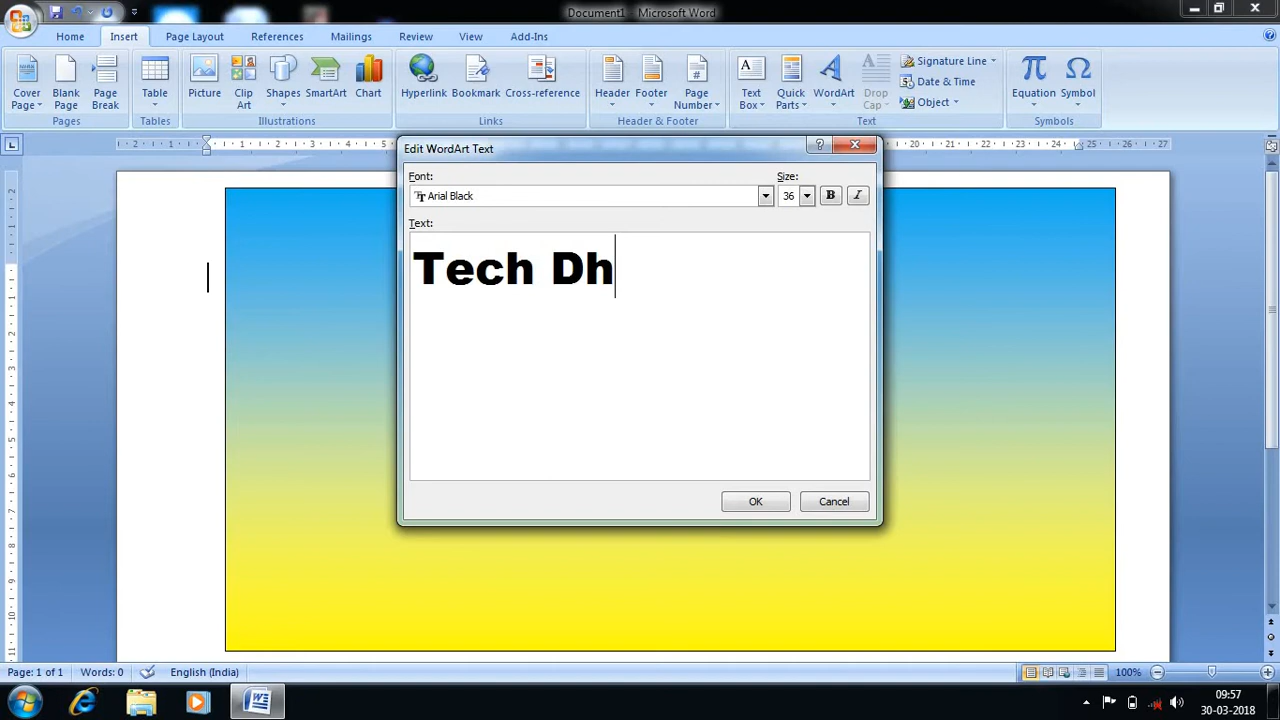 Document1 - Microsoft Word
Home Insert Page Layout References Mailings Review View Add-Ins
Cover Page
Blank Page
Page Break
Pages
Table
Tables
Picture
Clip Art
Shapes
SmartArt
Chart
Illustrations
Hyperlink
Bookmark
Cross-reference
Links
Header
Footer
Page Number
Header & Footer
Text Box
Quick Parts
WordArt
Drop Cap
Signature Line
Date & Time
Object
Text
Equation
Symbol
Symbols
Edit WordArt Text
Font:
Size:
Arial Black
36
B
I
Text:
Tech Dh
OK
Cancel
Page: 1 of 1
Words: 0
English (India)
100%
09:57
30-03-2018